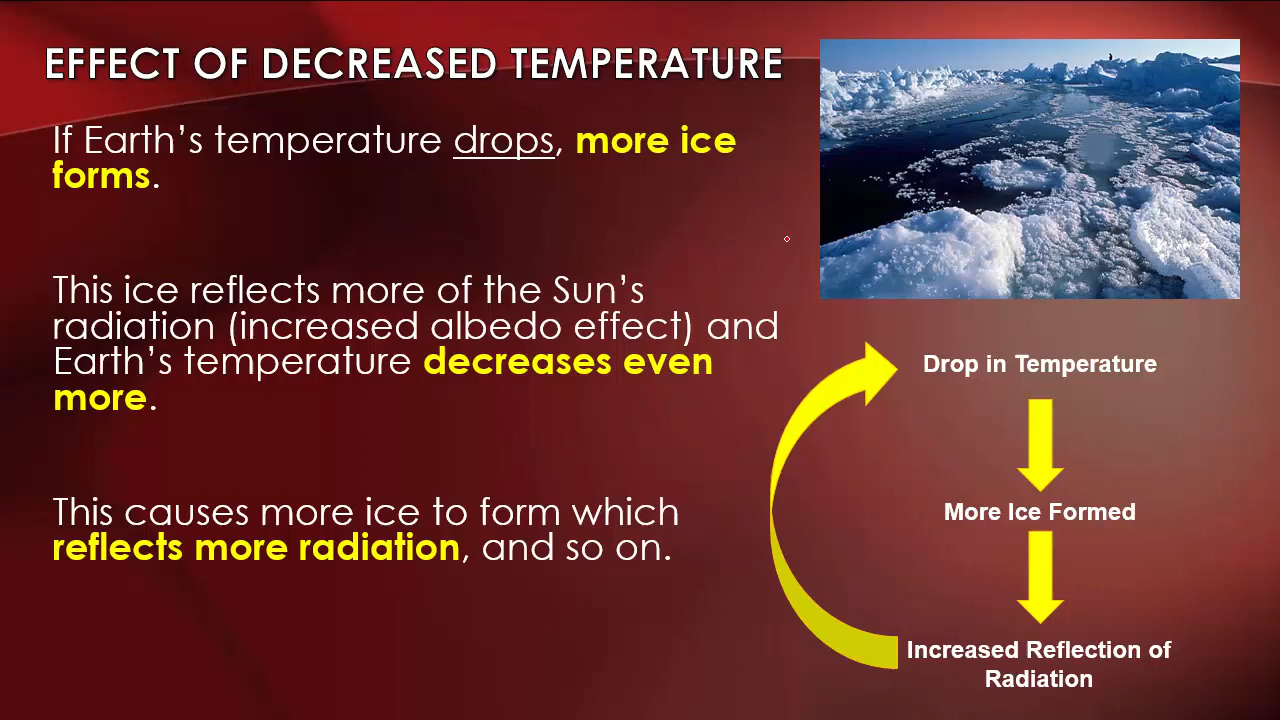 EFFECT OF DECREASED TEMPERATURE
If Earth’s temperature drops, more ice
forms.
This ice reflects more of the Sun’s
radiation (increased albedo effect) and
Earth’s temperature decreases even
more.
This causes more ice to form which
reflects more radiation, and so on.
Drop in Temperature
More Ice Formed
Increased Reflection of
Radiation